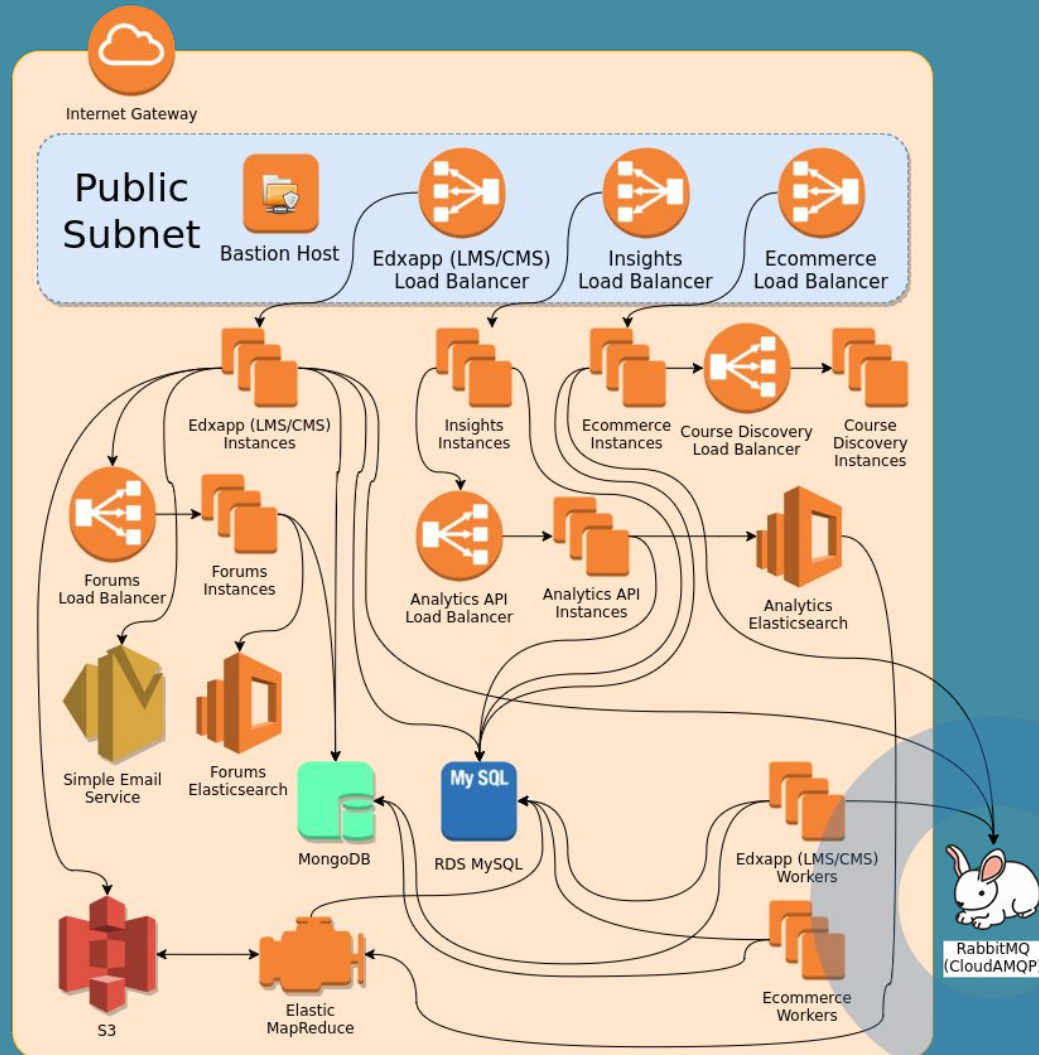 Internet Gateway
Public
Subnet
Bastion Host
Edxapp (LMS/CMS)
Load Balancer
Insights
Load Balancer
Ecommerce
Load Balancer
Edxapp (LMS/CMS)
Instances
Insights
Instances
Ecommerce
Instances
Course Discovery
Load Balancer
Course
Discovery
Instances
Forums
Load Balancer
Forums
Instances
Analytics API
Load Balancer
Analytics API
Instances
Analytics
Elasticsearch
Simple Email
Service
Forums
Elasticsearch
MongoDB
My SQL
RDS MySQL
Edxapp (LMS/CMS)
Workers
RabbitMQ
(CloudAMQP)
S3
Elastic
MapReduce
Ecommerce
Workers